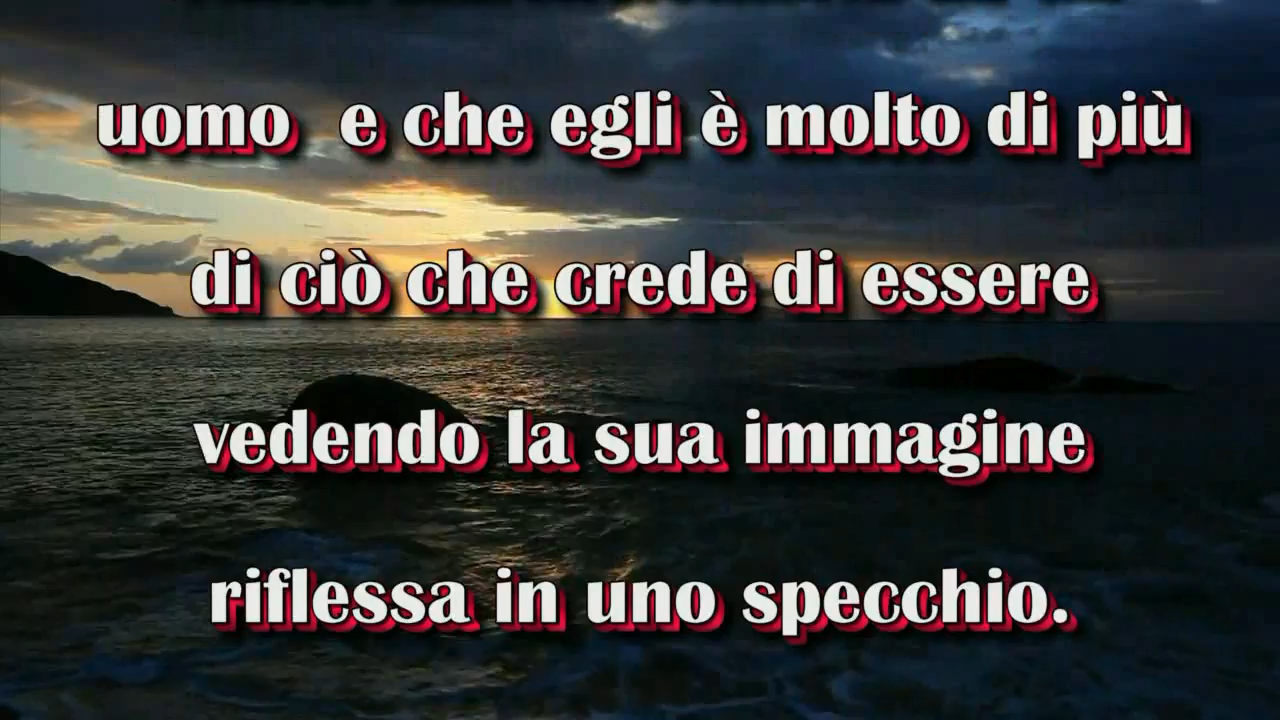 uomo e che egli è molto di più
di ciò che crede di essere
vedendo la sua immagine
riflessa in uno specchio.